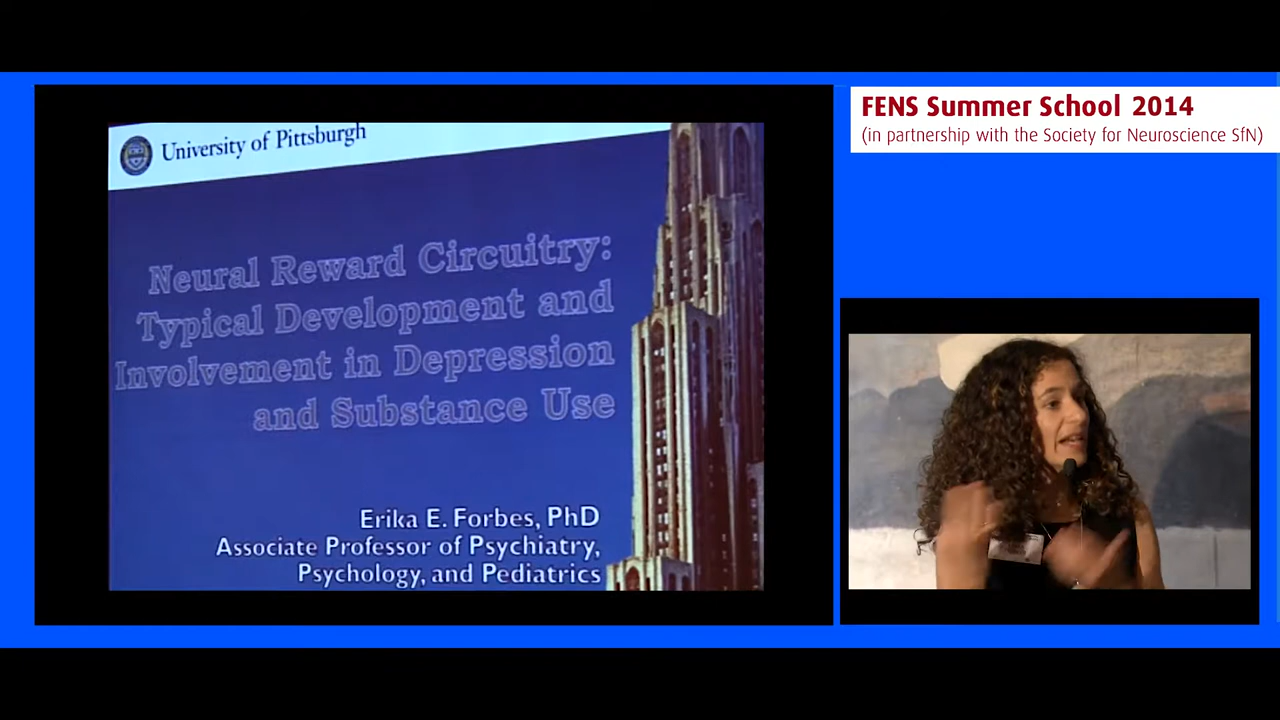 University of Pittsburgh
Neural Reward Circuitry:
Typical Development and
Involvement in Depression
and Substance Use
Erika E. Forbes, PhD
Associate Professor of Psychiatry,
Psychology, and Pediatrics
FENS Summer School 2014
(in partnership with the Society for Neuroscience SfN)